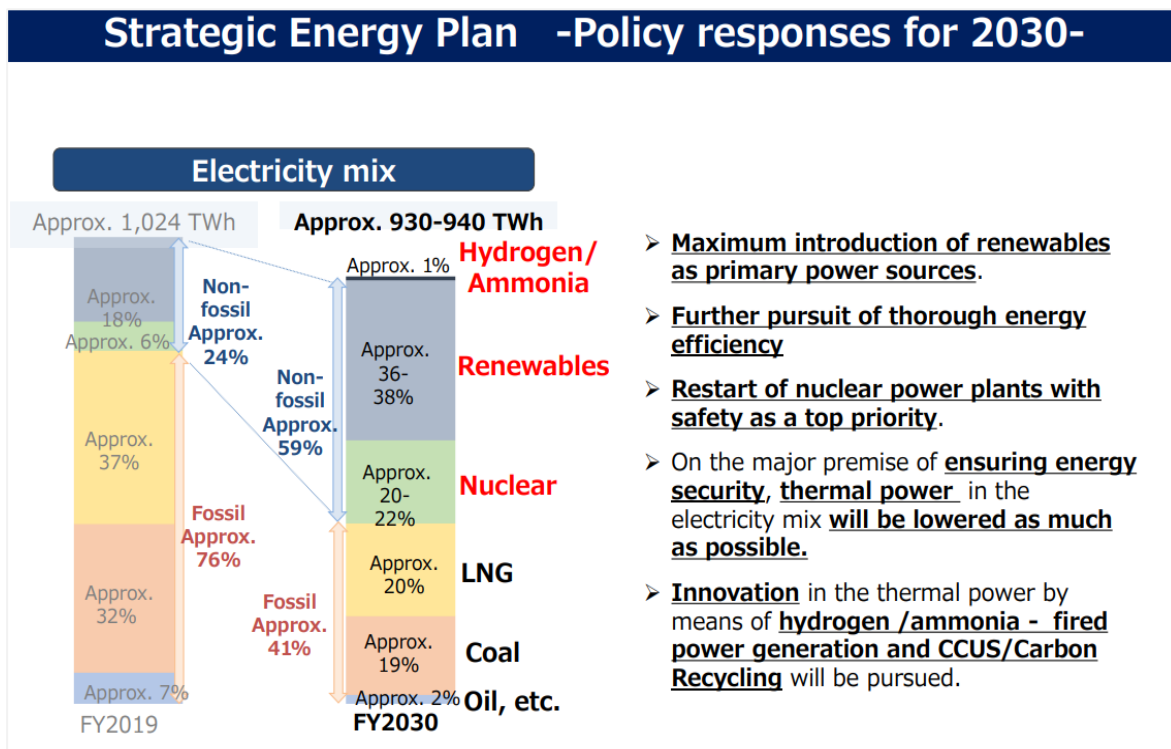 Strategic Energy Plan -Policy responses for 2030-
Electricity mix
Approx. 1,024 TWh
Approx.
18%
Approx. 6%
Approx.
37%
Approx.
32%
Approx. 7%
FY2019
Non-
fossil
Approx.
24%
Fossil
Approx.
76%
Approx. 930-940 TWh
Non-
fossil
Approx.
59%
Fossil
Approx.
41%
Approx. 1%
Approx.
36-
38%
Approx.
20-
22%
Approx.
20%
Approx.
19%
Approx. 2%
FY2030
Hydrogen/
Ammonia
Renewables
Nuclear
LNG
Coal
Oil, etc.
➢ Maximum introduction of renewables
as primary power sources.
➢ Further pursuit of thorough energy
efficiency
➢ Restart of nuclear power plants with
safety as a top priority.
➢ On the major premise of ensuring energy
security, thermal power in the
electricity mix will be lowered as much
as possible.
➢ Innovation in the thermal power by
means of hydrogen /ammonia - fired
power generation and CCUS/Carbon
Recycling will be pursued.